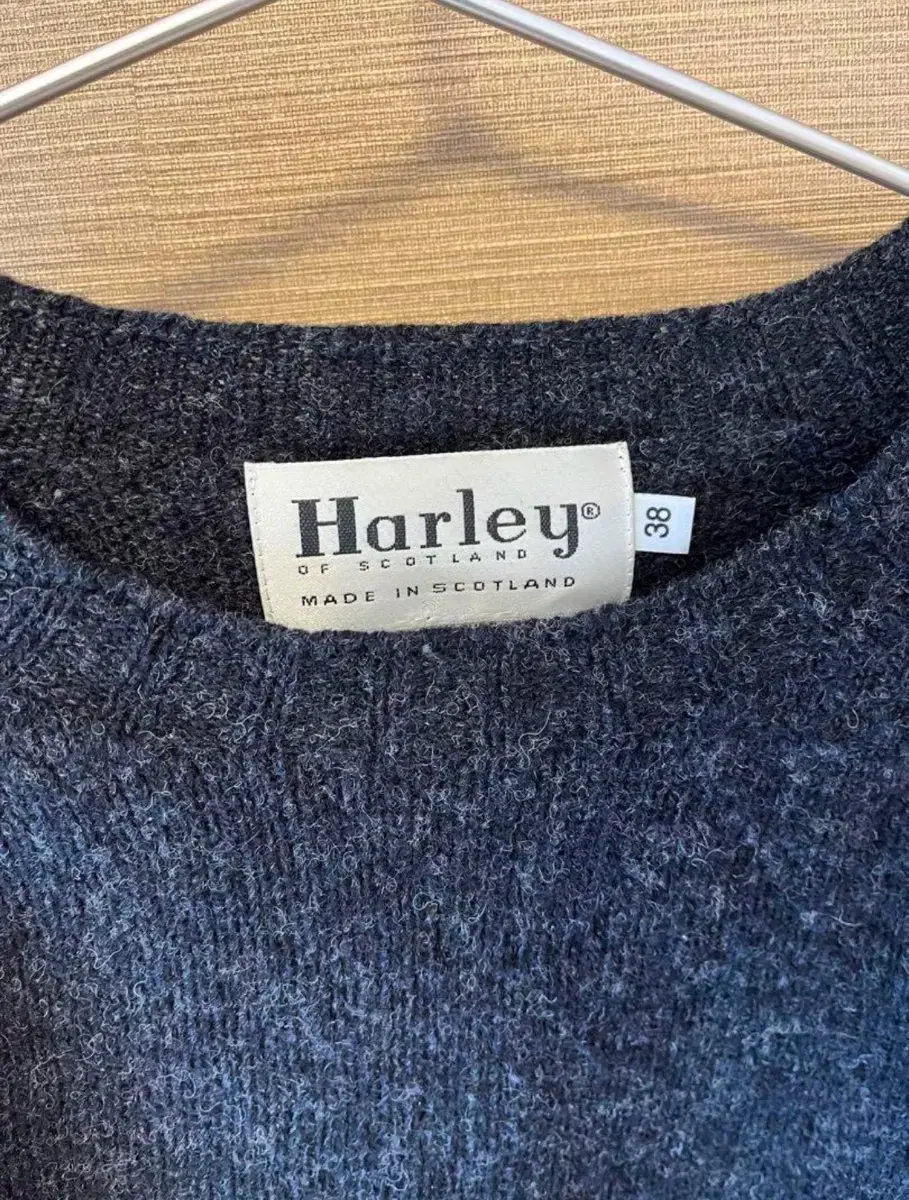 Harley®
OF SCOTLAND
MADE IN SCOTLAND
38